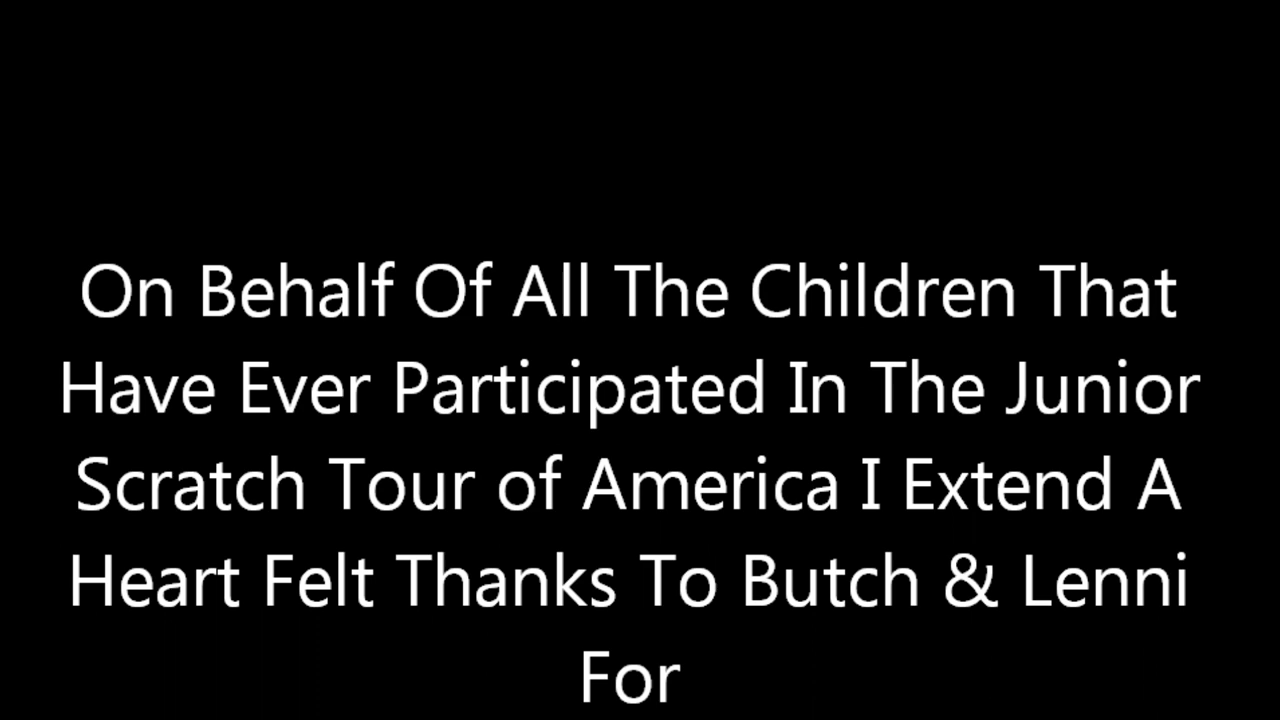 On Behalf Of All The Children That
Have Ever Participated In The Junior
Scratch Tour of America I Extend A
Heart Felt Thanks To Butch & Lenni
For